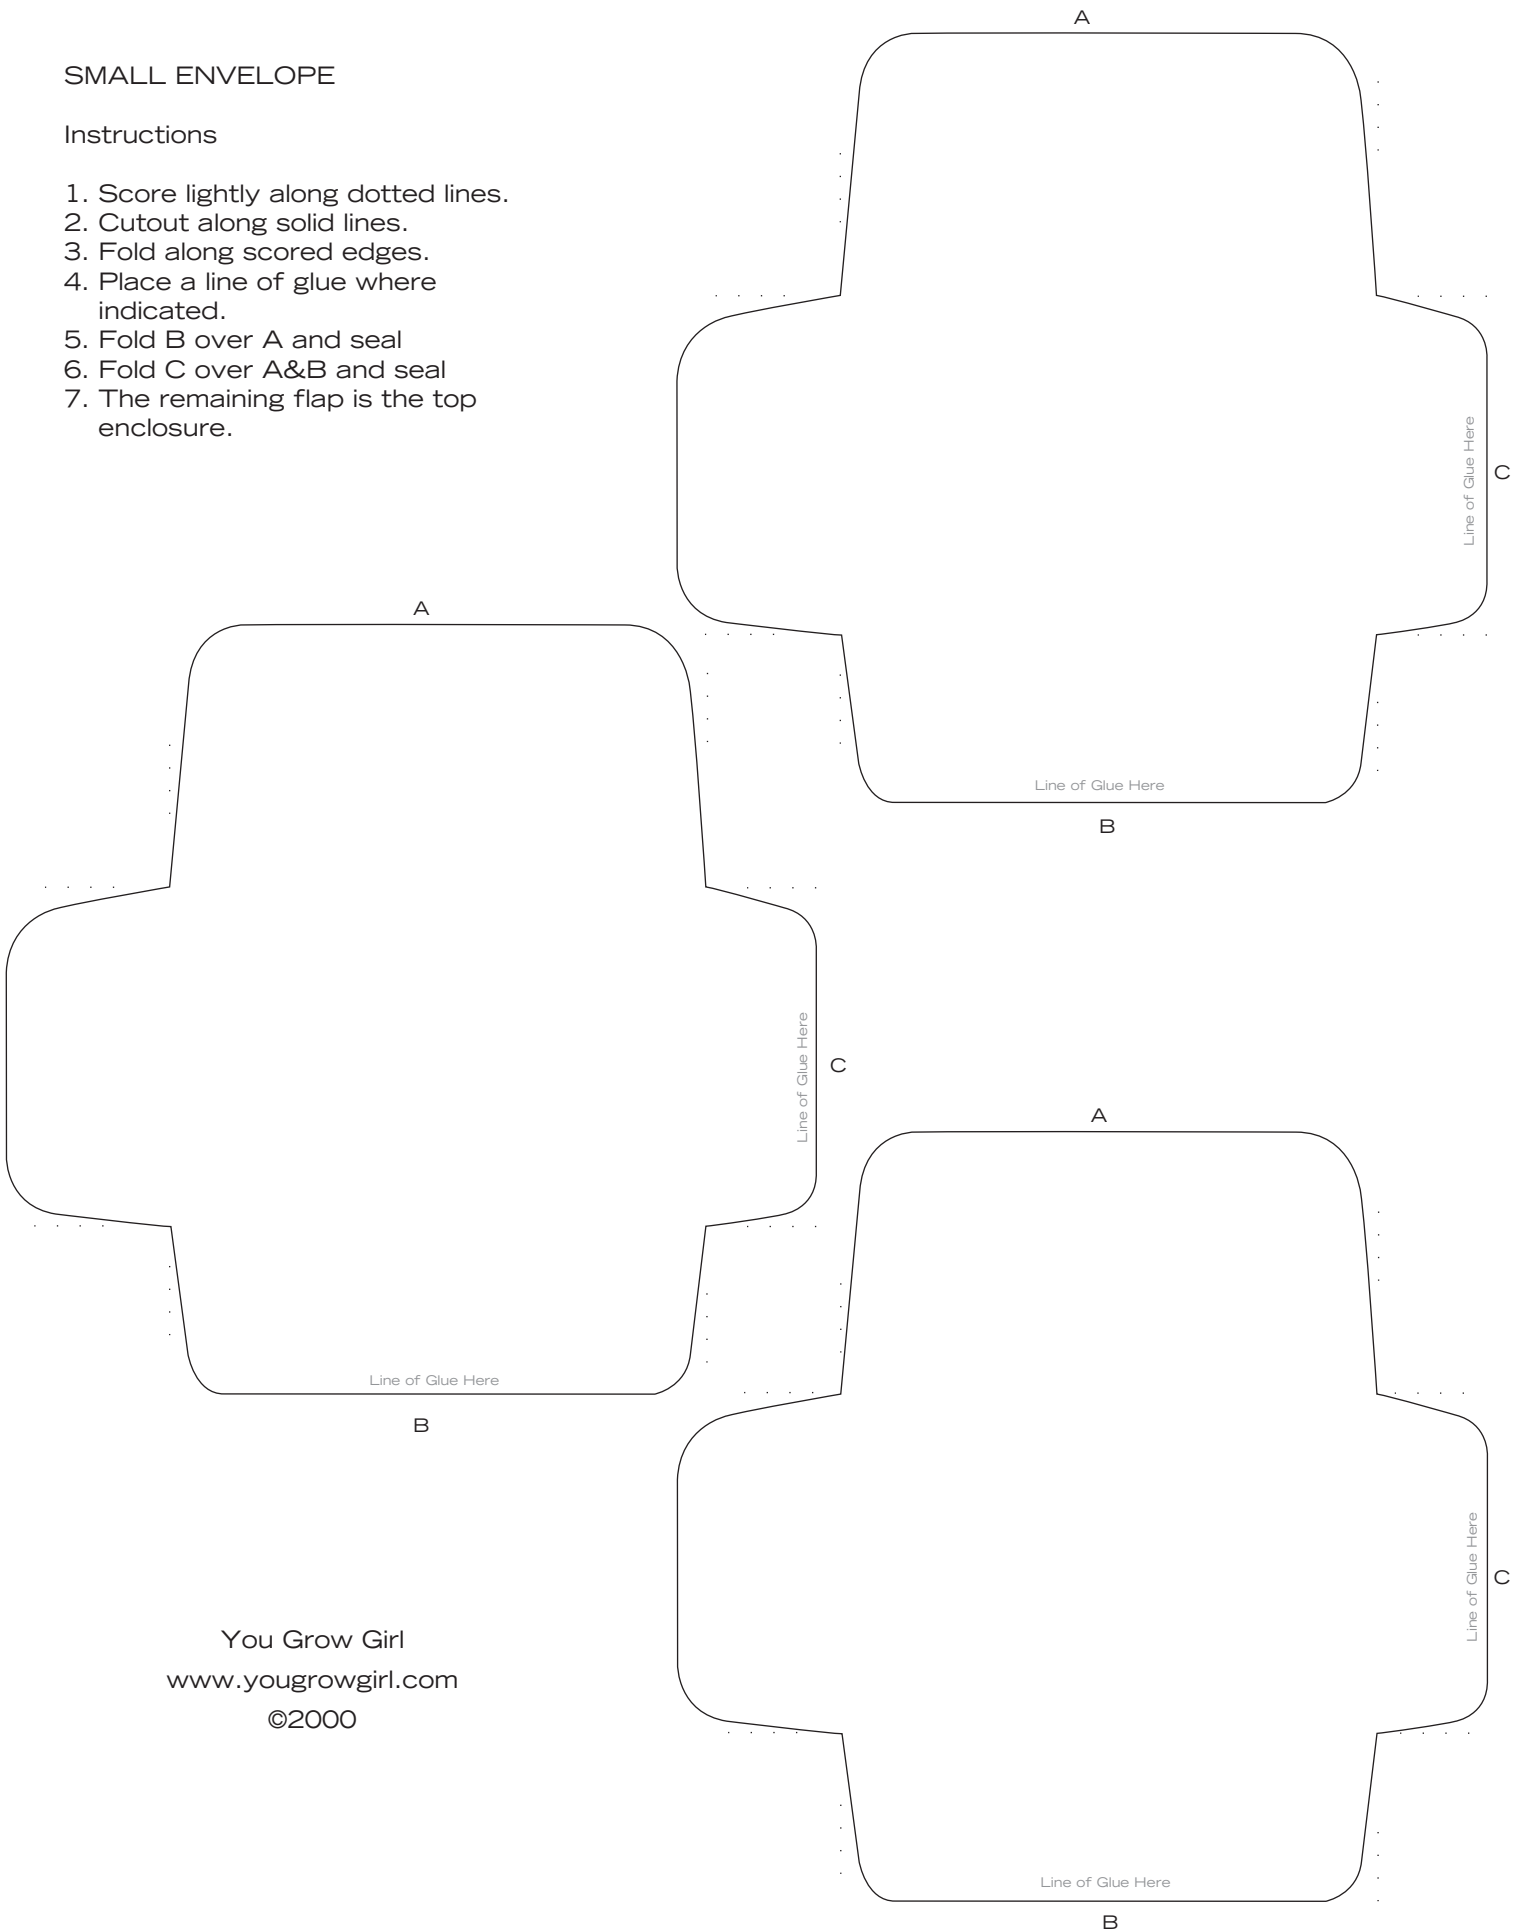 SMALL ENVELOPE
Instructions
1. Score lightly along dotted lines.
2. Cutout along solid lines.
3. Fold along scored edges.
4. Place a line of glue where
indicated.
5. Fold B over A and seal
6. Fold C over A&B and seal
7. The remaining flap is the top
enclosure.
A
Line of Glue Here
C
Line of Glue Here
B
A
Line of Glue Here
C
Line of Glue Here
B
A
Line of Glue Here
C
Line of Glue Here
B
You Grow Girl
www.yougrowgirl.com
©2000